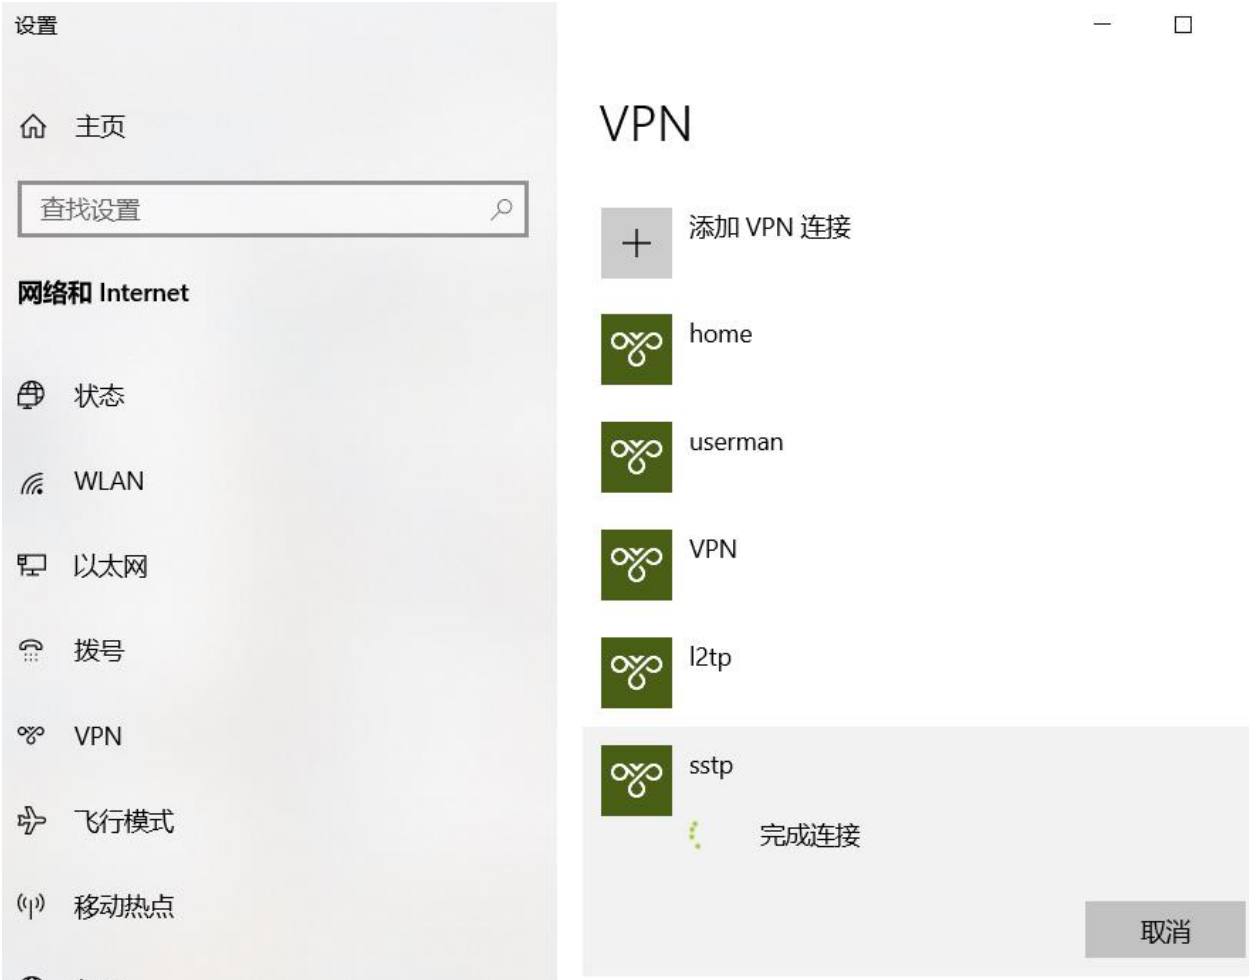 设置
主页
查找设置
网络和 Internet
状态
WLAN
以太网
拨号
VPN
飞行模式
移动热点
VPN
添加 VPN 连接
home
userman
VPN
l2tp
sstp
完成连接
取消